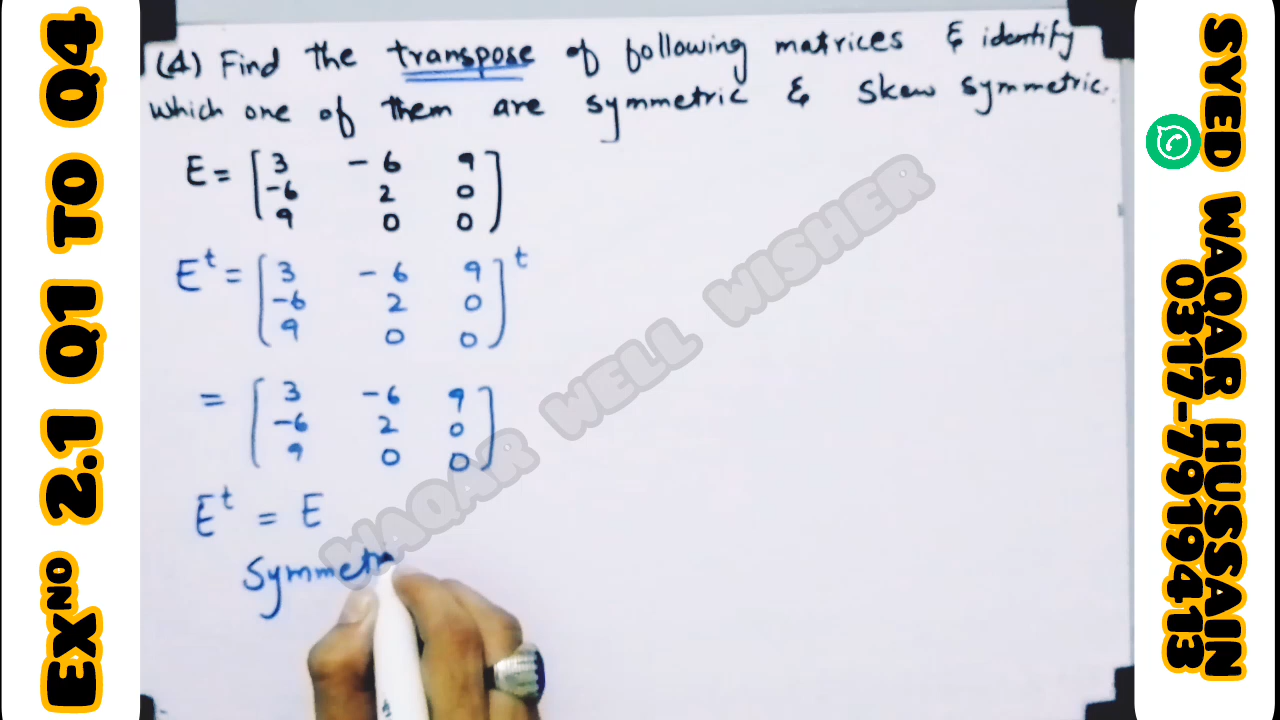 EX NO 2.1 Q1 TO Q4
(4) Find the transpose of following matrices & identify
which one of them are symmetric & Skew symmetric.
E = [ 3 -6 9
-6 2 0
9 0 0 ]
E^t = [ 3 -6 9
-6 2 0
9 0 0 ]^t
= [ 3 -6 9
-6 2 0
9 0 0 ]
E^t = E
Symmetr
WAQAR WELL WISHER
SYED WAQAR HUSSAIN
0317-7919413